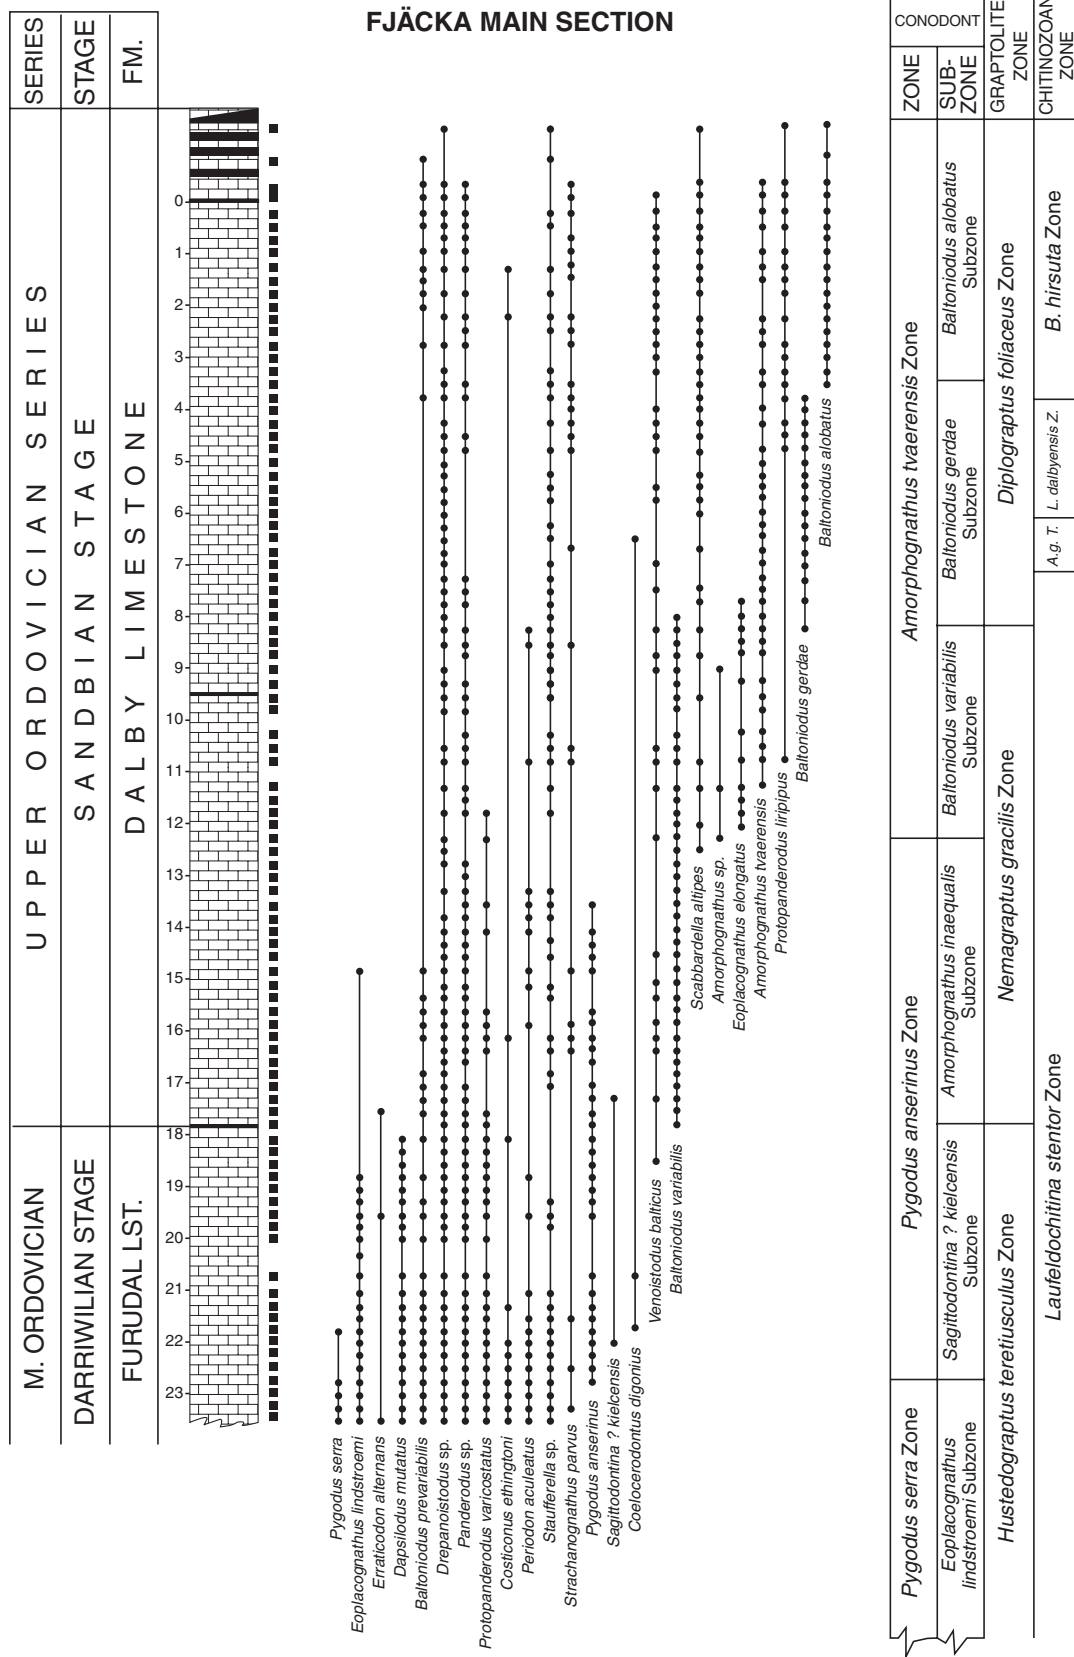 FJÄCKA MAIN SECTION
SERIES
STAGE
FM.
CONODONT
ZONE
SUB-
ZONE
GRAPTOLITE
ZONE
CHITINOZOAN
ZONE
UPPER ORDOVICIAN SERIES
M. ORDOVICIAN
SANDBIAN STAGE
DARRIWILIAN STAGE
DALBY LIMESTONE
FURUDAL LST.
0
1
2
3
4
5
6
7
8
9
10
11
12
13
14
15
16
17
18
19
20
21
22
23
Pygodus serra
Eoplacognathus lindstroemi
Erraticodon alternans
Dapsilodus mutatus
Baltoniodus prevariabilis
Drepanoistodus sp.
Panderodus sp.
Protopanderodus varicostatus
Costiconus ethingtoni
Periodon aculeatus
Staufferella sp.
Strachanognathus parvus
Pygodus anserinus
Sagittodontina ? kielcensis
Coelocerodontus digonius
Venoistodus balticus
Baltoniodus variabilis
Scabbardella altipes
Amorphognathus sp.
Eoplacognathus elongatus
Amorphognathus tvaerensis
Protopanderodus liripipus
Baltoniodus gerdae
Baltoniodus alobatus
Amorphognathus tvaerensis Zone
Pygodus anserinus Zone
Pygodus serra Zone
Baltoniodus alobatus
Subzone
Baltoniodus gerdae
Subzone
Baltoniodus variabilis
Subzone
Amorphognathus inaequalis
Subzone
Sagittodontina ? kielcensis
Subzone
Eoplacognathus
lindstroemi Subzone
Diplograptus foliaceus Zone
Nemagraptus gracilis Zone
Hustedograptus teretiusculus Zone
B. hirsuta Zone
L. dalbyensis Z.
A.g. T.
Laufeldochitina stentor Zone